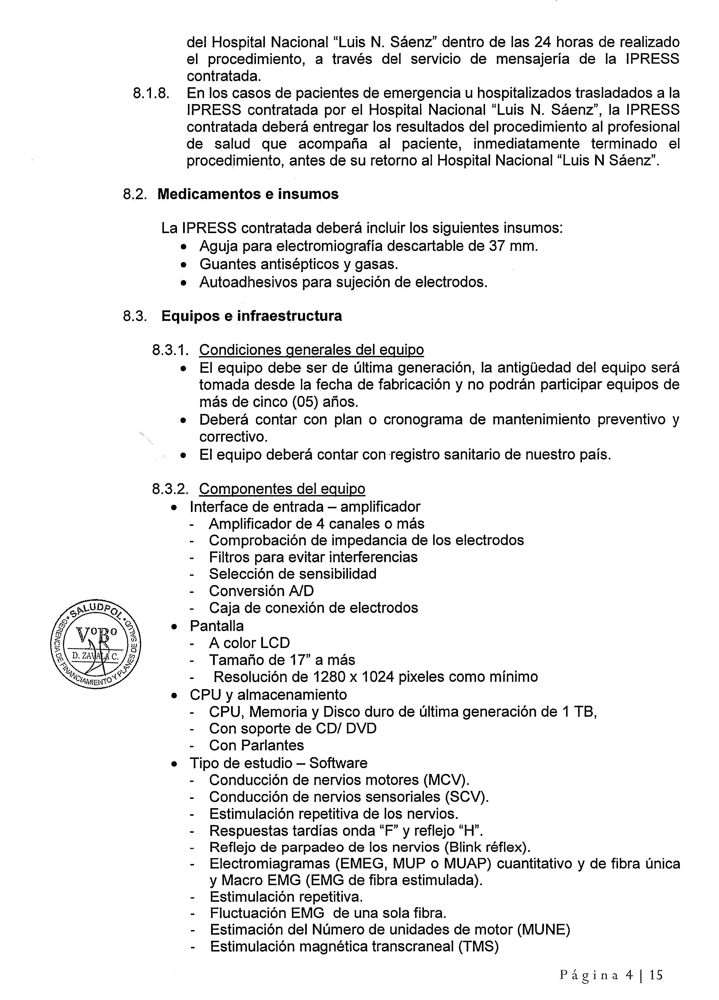 del Hospital Nacional “Luis N. Sáenz” dentro de las 24 horas de realizado
el procedimiento, a través del servicio de mensajería de la IPRESS
contratada.
8.1.8. En los casos de pacientes de emergencia u hospitalizados trasladados a la
IPRESS contratada por el Hospital Nacional “Luis N. Sáenz”, la IPRESS
contratada deberá entregar los resultados del procedimiento al profesional
de salud que acompaña al paciente, inmediatamente terminado el
procedimiento, antes de su retorno al Hospital Nacional “Luis N Sáenz”.
8.2. Medicamentos e insumos
La IPRESS contratada deberá incluir los siguientes insumos:
• Aguja para electromiografía descartable de 37 mm.
• Guantes antisépticos y gasas.
• Autoadhesivos para sujeción de electrodos.
8.3. Equipos e infraestructura
8.3.1. Condiciones generales del equipo
• El equipo debe ser de última generación, la antigüedad del equipo será
tomada desde la fecha de fabricación y no podrán participar equipos de
más de cinco (05) años.
• Deberá contar con plan o cronograma de mantenimiento preventivo y
correctivo.
• El equipo deberá contar con registro sanitario de nuestro país.
8.3.2. Componentes del equipo
• Interface de entrada – amplificador
- Amplificador de 4 canales o más
- Comprobación de impedancia de los electrodos
- Filtros para evitar interferencias
- Selección de sensibilidad
- Conversión A/D
- Caja de conexión de electrodos
• Pantalla
- A color LCD
- Tamaño de 17” a más
- Resolución de 1280 x 1024 pixeles como mínimo
• CPU y almacenamiento
- CPU, Memoria y Disco duro de última generación de 1 TB,
- Con soporte de CD/ DVD
- Con Parlantes
• Tipo de estudio – Software
- Conducción de nervios motores (MCV).
- Conducción de nervios sensoriales (SCV).
- Estimulación repetitiva de los nervios.
- Respuestas tardías onda “F” y reflejo “H”.
- Reflejo de parpadeo de los nervios (Blink réflex).
- Electromiagramas (EMEG, MUP o MUAP) cuantitativo y de fibra única
y Macro EMG (EMG de fibra estimulada).
- Estimulación repetitiva.
- Fluctuación EMG de una sola fibra.
- Estimación del Número de unidades de motor (MUNE)
- Estimulación magnética transcraneal (TMS)
SALUDPOL
GERENCIA DE FINANCIAMIENTO Y PLANES DE SALUD
VºBº
D. ZAVALA C.
Página 4 | 15